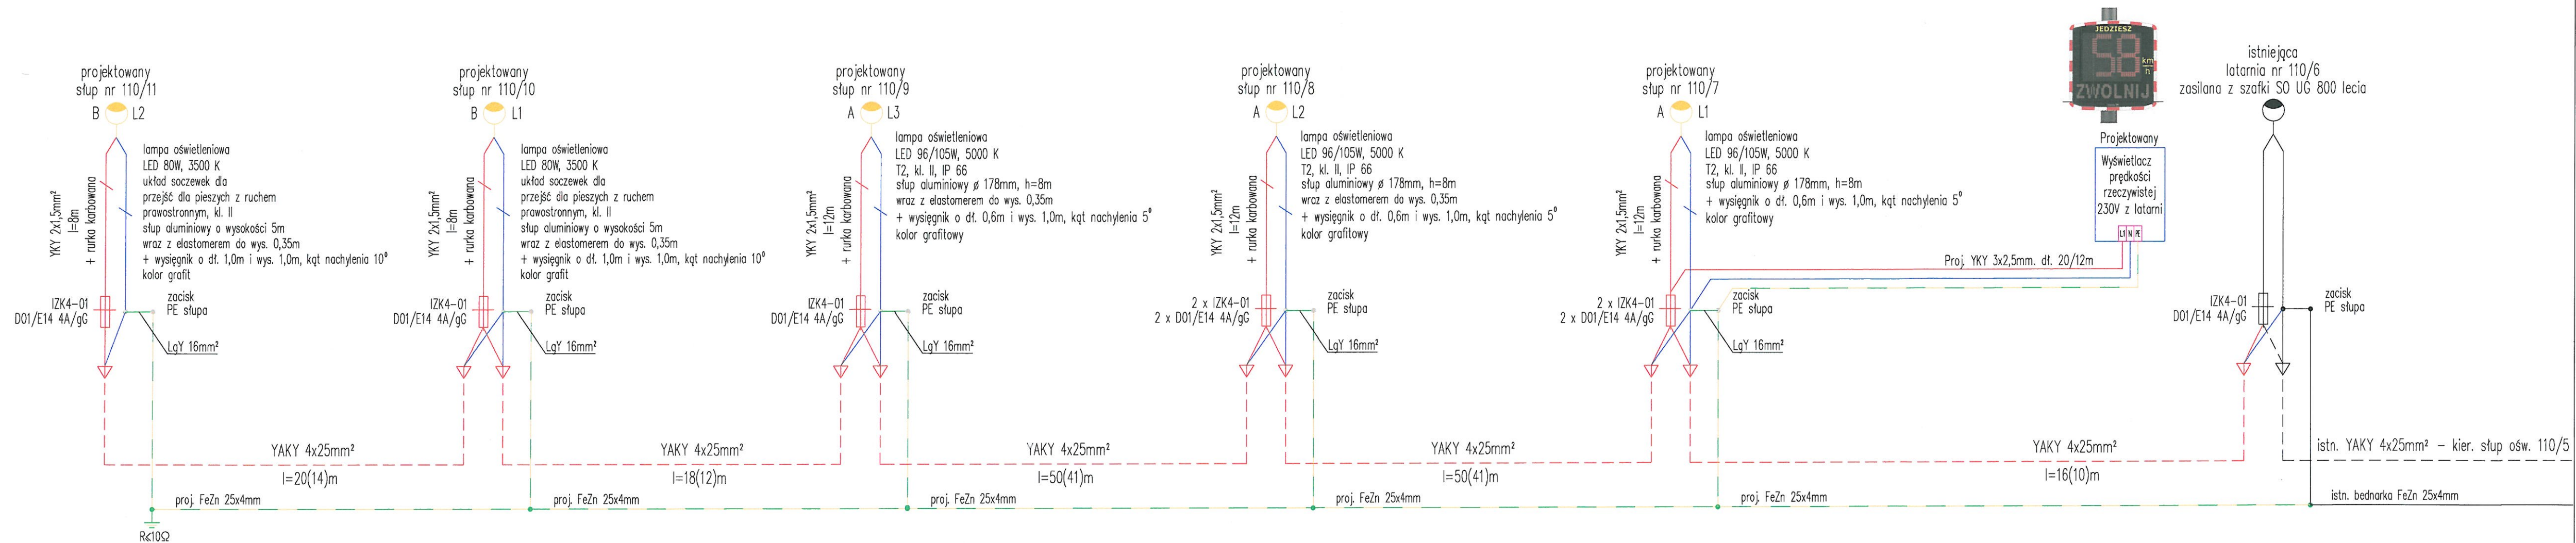 projektowany
słup nr 110/11
B L2
lampa oświetleniowa
LED 80W, 3500 K
układ soczewek dla
przejść dla pieszych z ruchem
prawostronnym, kl. II
słup aluminiowy o wysokości 5m
wraz z elastomerem do wys. 0,35m
+ wysięgnik o dł. 1,0m i wys. 1,0m, kąt nachylenia 10°
kolor grafit
YKY 2x1,5mm²
l=8m
+ rurka karbowana
IZK4-01
D01/E14 4A/gG
zacisk
PE słupa
LgY 16mm²
projektowany
słup nr 110/10
B L1
lampa oświetleniowa
LED 80W, 3500 K
układ soczewek dla
przejść dla pieszych z ruchem
prawostronnym, kl. II
słup aluminiowy o wysokości 5m
wraz z elastomerem do wys. 0,35m
+ wysięgnik o dł. 1,0m i wys. 1,0m, kąt nachylenia 10°
kolor grafit
YKY 2x1,5mm²
l=8m
+ rurka karbowana
IZK4-01
D01/E14 4A/gG
zacisk
PE słupa
LgY 16mm²
projektowany
słup nr 110/9
A L3
lampa oświetleniowa
LED 96/105W, 5000 K
T2, kl. II, IP 66
słup aluminiowy ø 178mm, h=8m
wraz z elastomerem do wys. 0,35m
+ wysięgnik o dł. 0,6m i wys. 1,0m, kąt nachylenia 5°
kolor grafitowy
YKY 2x1,5mm²
l=12m
+ rurka karbowana
IZK4-01
D01/E14 4A/gG
zacisk
PE słupa
LgY 16mm²
projektowany
słup nr 110/8
A L2
lampa oświetleniowa
LED 96/105W, 5000 K
T2, kl. II, IP 66
słup aluminiowy ø 178mm, h=8m
wraz z elastomerem do wys. 0,35m
+ wysięgnik o dł. 0,6m i wys. 1,0m, kąt nachylenia 5°
kolor grafitowy
YKY 2x1,5mm²
l=12m
+ rurka karbowana
2 x IZK4-01
2 x D01/E14 4A/gG
zacisk
PE słupa
LgY 16mm²
projektowany
słup nr 110/7
A L1
lampa oświetleniowa
LED 96/105W, 5000 K
T2, kl. II, IP 66
słup aluminiowy ø 178mm, h=8m
wraz z elastomerem do wys. 0,35m
+ wysięgnik o dł. 0,6m i wys. 1,0m, kąt nachylenia 5°
kolor grafitowy
YKY 2x1,5mm²
l=12m
+ rurka karbowana
2 x IZK4-01
2 x D01/E14 4A/gG
zacisk
PE słupa
LgY 16mm²
JEDZIESZ
58
km
h
ZWOLNIJ
Projektowany
Wyświetlacz
prędkości
rzeczywistej
230V z latarni
L1 N PE
Proj. YKY 3x2,5mm. dł. 20/12m
istniejąca
latarnia nr 110/6
zasilana z szafki SO UG 800 lecia
IZK4-01
D01/E14 4A/gG
zacisk
PE słupa
YAKY 4x25mm²
l=20(14)m
YAKY 4x25mm²
l=18(12)m
YAKY 4x25mm²
l=50(41)m
YAKY 4x25mm²
l=50(41)m
YAKY 4x25mm²
l=16(10)m
istn. YAKY 4x25mm² - kier. słup ośw. 110/5
proj. FeZn 25x4mm
proj. FeZn 25x4mm
proj. FeZn 25x4mm
proj. FeZn 25x4mm
proj. FeZn 25x4mm
istn. bednarka FeZn 25x4mm
R≤10Ω